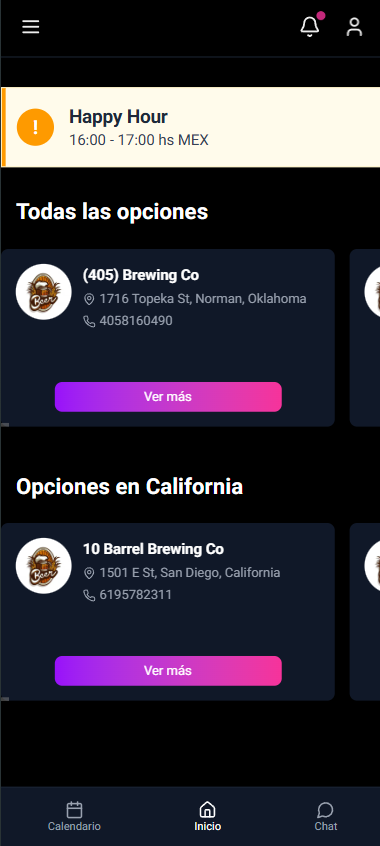 !
Happy Hour
16:00 - 17:00 hs MEX
Todas las opciones
(405) Brewing Co
Beer
1716 Topeka St, Norman, Oklahoma
4058160490
Ver más
Opciones en California
10 Barrel Brewing Co
Beer
1501 E St, San Diego, California
6195782311
Ver más
Calendario
Inicio
Chat